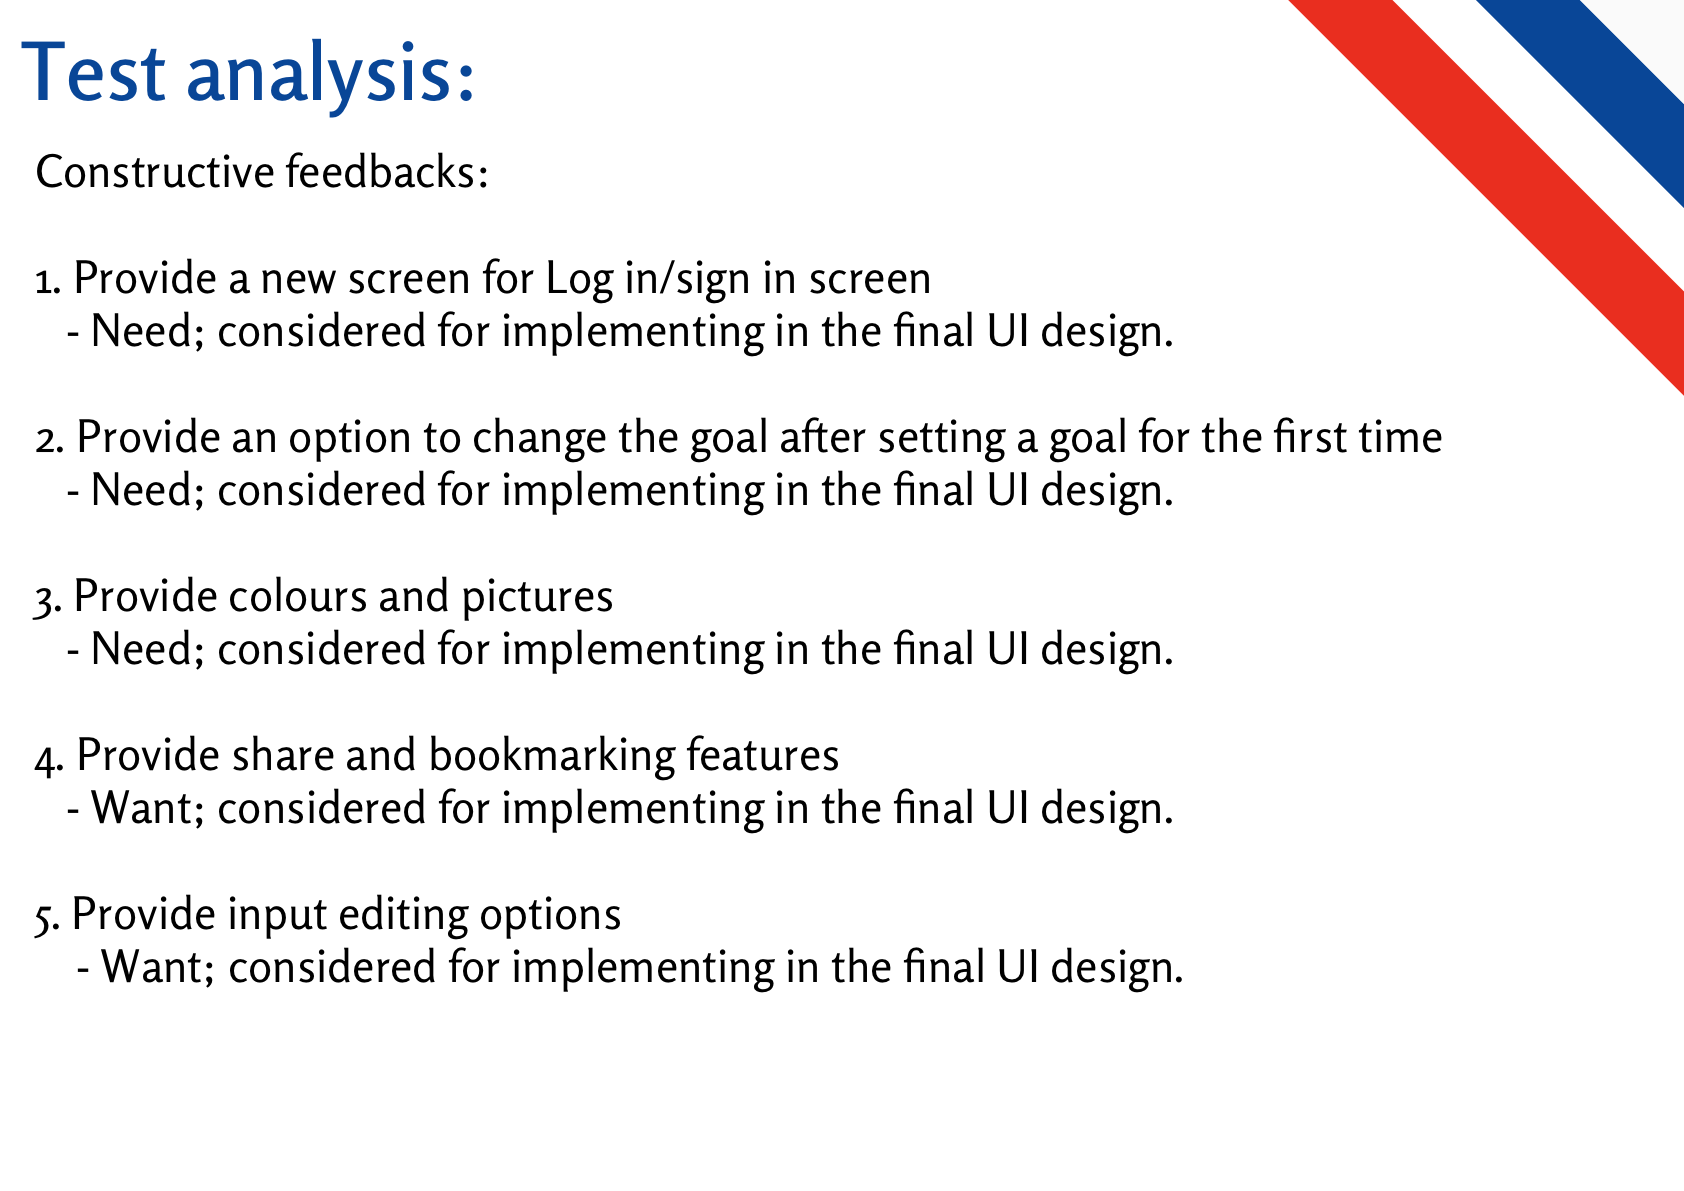 Test analysis:
Constructive feedbacks:
1. Provide a new screen for Log in/sign in screen
- Need; considered for implementing in the final UI design.
2. Provide an option to change the goal after setting a goal for the first time
- Need; considered for implementing in the final UI design.
3. Provide colours and pictures
- Need; considered for implementing in the final UI design.
4. Provide share and bookmarking features
- Want; considered for implementing in the final UI design.
5. Provide input editing options
- Want; considered for implementing in the final UI design.